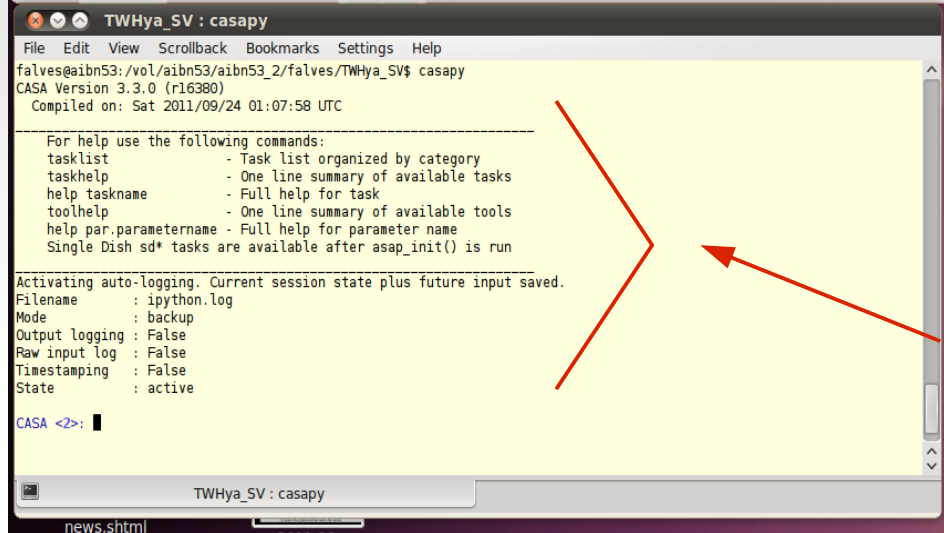 TWHya_SV : casapy
File Edit View Scrollback Bookmarks Settings Help
falves@aibn53:/vol/aibn53/aibn53_2/falves/TWHya_SV$ casapy
CASA Version 3.3.0 (r16380)
Compiled on: Sat 2011/09/24 01:07:58 UTC
For help use the following commands:
tasklist - Task list organized by category
taskhelp - One line summary of available tasks
help taskname - Full help for task
toolhelp - One line summary of available tools
help par.parametername - Full help for parameter name
Single Dish sd* tasks are available after asap_init() is run
Activating auto-logging. Current session state plus future input saved.
Filename : ipython.log
Mode : backup
Output logging : False
Raw input log : False
Timestamping : False
State : active
CASA <2>:
TWHya_SV : casapy
news.shtml